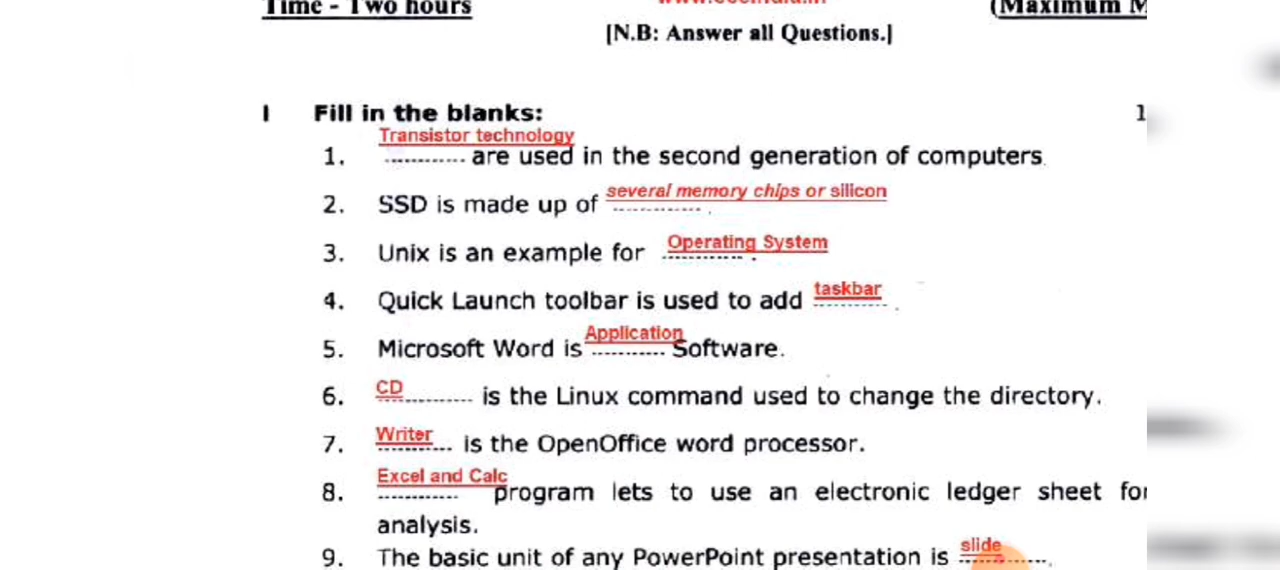 Time - Two hours
(Maximum M
[N.B: Answer all Questions.]
I Fill in the blanks: 1
Transistor technology
1. ............ are used in the second generation of computers
several memory chips or silicon
2. SSD is made up of ............. .
Operating System
3. Unix is an example for ............ .
taskbar
4. Quick Launch toolbar is used to add ........... .
Application
5. Microsoft Word is ........... Software.
CD
6. .............. is the Linux command used to change the directory.
Writer
7. ........... is the OpenOffice word processor.
Excel and Calc
8. ............ program lets to use an electronic ledger sheet for
analysis.
slide
9. The basic unit of any PowerPoint presentation is .............